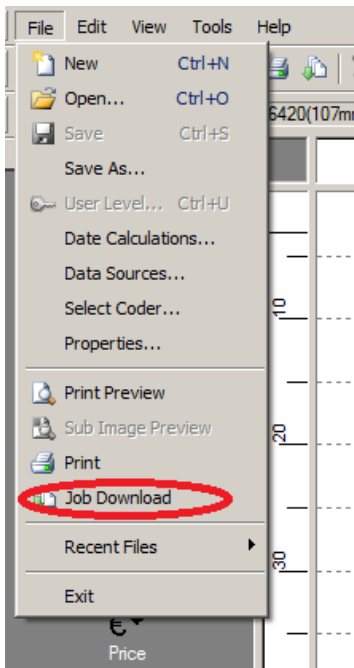 File Edit View Tools Help
New Ctrl+N
Open... Ctrl+O
6420(107mm
Save Ctrl+S
Save As...
User Level... Ctrl+U
Date Calculations...
Data Sources...
Select Coder...
10
Properties...
Print Preview
Sub Image Preview
20
Print
Job Download
Recent Files
30
Exit
€
Price